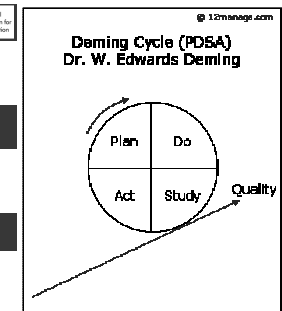 © 12manage.com
Deming Cycle (PDSA)
Dr. W. Edwards Deming
Plan
Do
Act
Study
Quality